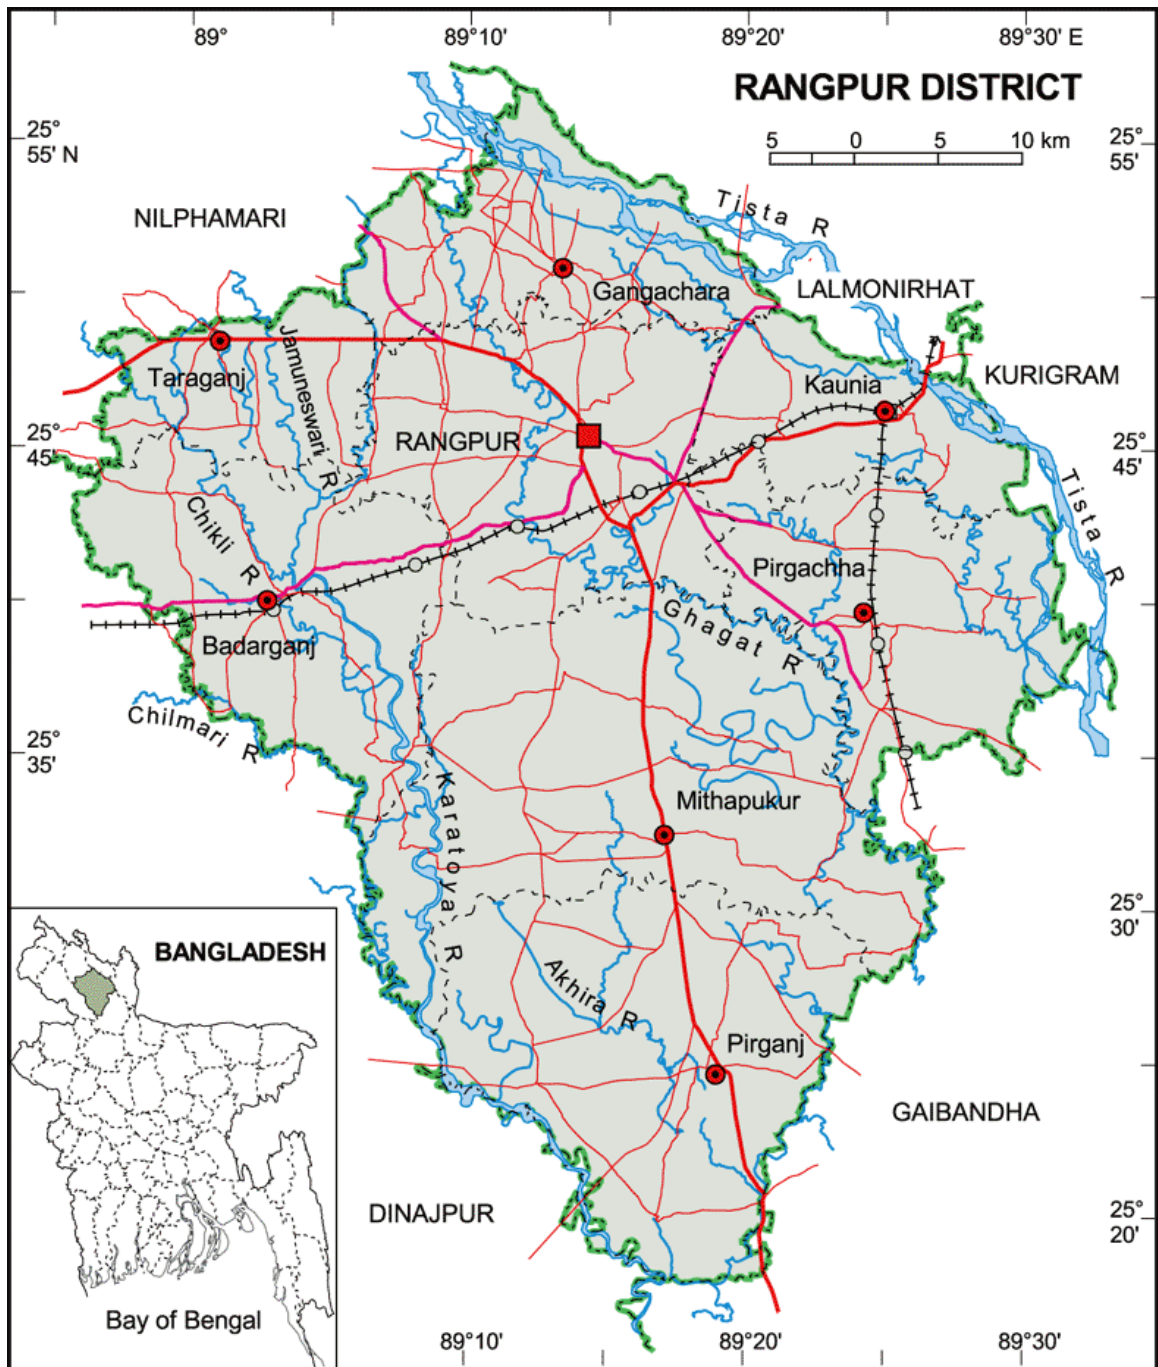 89° 89°10' 89°20' 89°30' E
RANGPUR DISTRICT
25°
55' N
5 0 5 10 km
25°
55'
Tista R
NILPHAMARI
LALMONIRHAT
Gangachara
Jamuneswari R
Taraganj
Kaunia
KURIGRAM
RANGPUR
25°
45'
25°
45'
Tista R
Chikli R
Pirgachha
Ghagat R
Badarganj
Chilmari R
25°
35'
Karatoya R
Mithapukur
25°
30'
BANGLADESH
Akhira R
Pirganj
GAIBANDHA
DINAJPUR
25°
20'
Bay of Bengal
89°10' 89°20' 89°30'